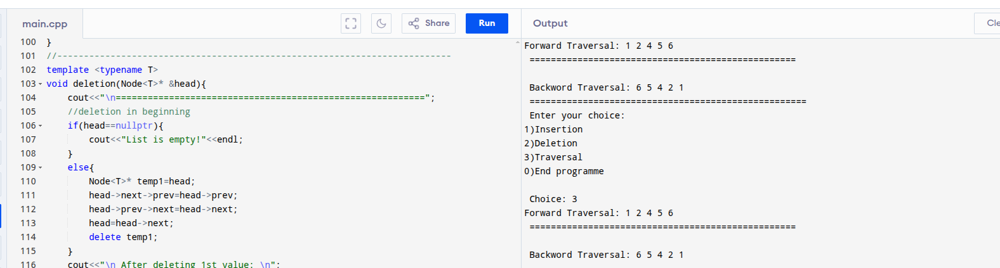 main.cpp
Share
Run
Output
Cle
100 }
101 //--------------------------------------------------------------------------
102 template <typename T>
103 void deletion(Node<T>* &head){
104 cout<<"\n==========================================================";
105 //deletion in beginning
106 if(head==nullptr){
107 cout<<"List is empty!"<<endl;
108 }
109 else{
110 Node<T>* temp1=head;
111 head->next->prev=head->prev;
112 head->prev->next=head->next;
113 head=head->next;
114 delete temp1;
115 }
116 cout<<"\n After deleting 1st value: \n";
Forward Traversal: 1 2 4 5 6
==================================================
Backword Traversal: 6 5 4 2 1
====================================================
Enter your choice:
1)Insertion
2)Deletion
3)Traversal
0)End programme
Choice: 3
Forward Traversal: 1 2 4 5 6
==================================================
Backword Traversal: 6 5 4 2 1